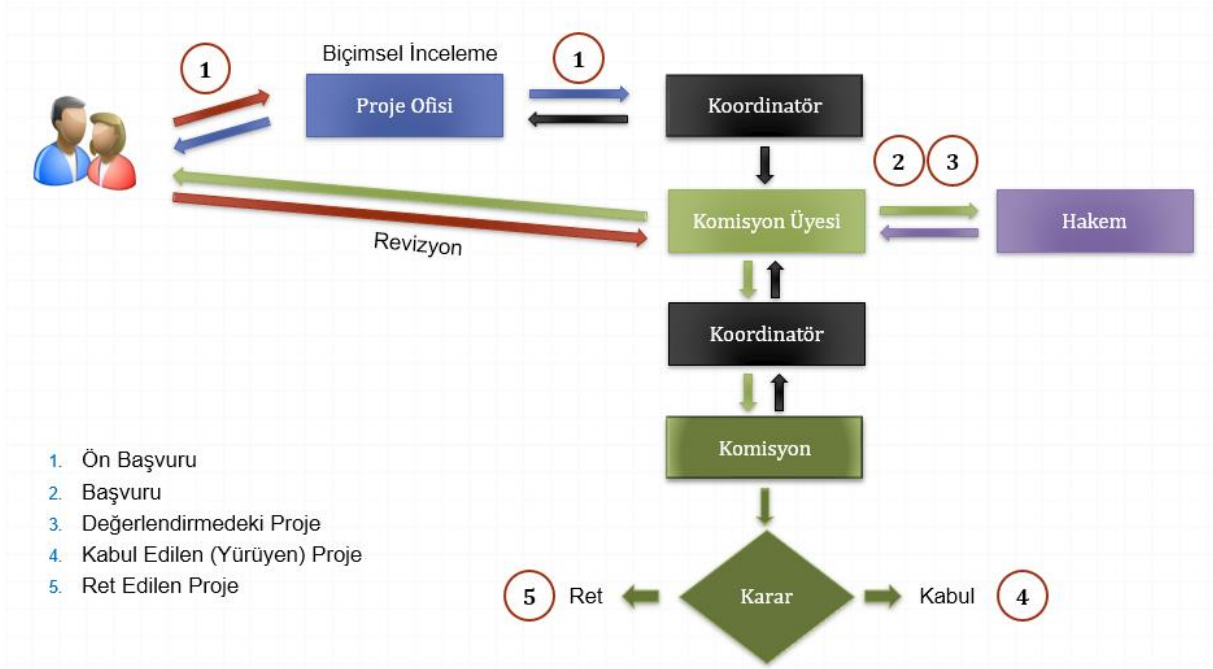 Biçimsel İnceleme
1
Proje Ofisi
1
Koordinatör
2
3
Komisyon Üyesi
Hakem
Revizyon
Koordinatör
Komisyon
1. Ön Başvuru
2. Başvuru
3. Değerlendirmedeki Proje
4. Kabul Edilen (Yürüyen) Proje
5. Ret Edilen Proje
5
Ret
Karar
Kabul
4